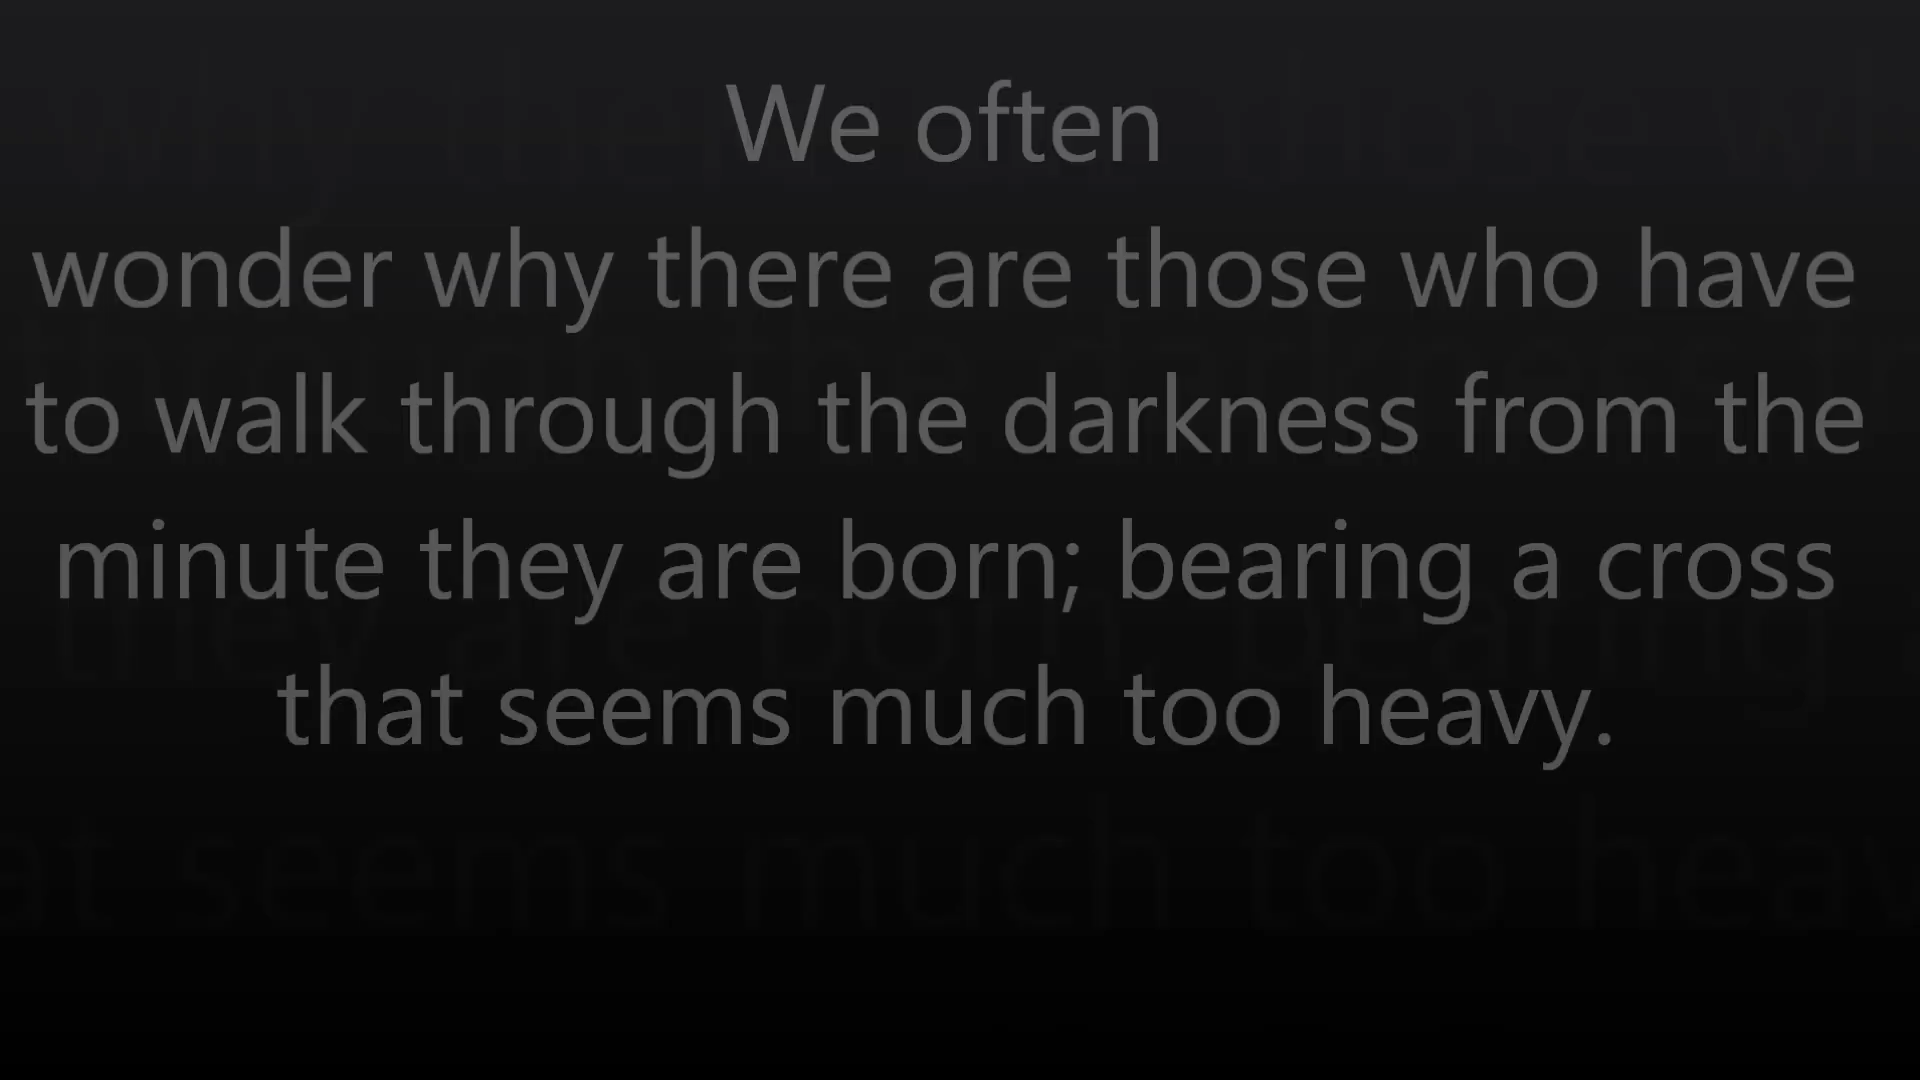 We often
wonder why there are those who have
to walk through the darkness from the
minute they are born; bearing a cross
that seems much too heavy.